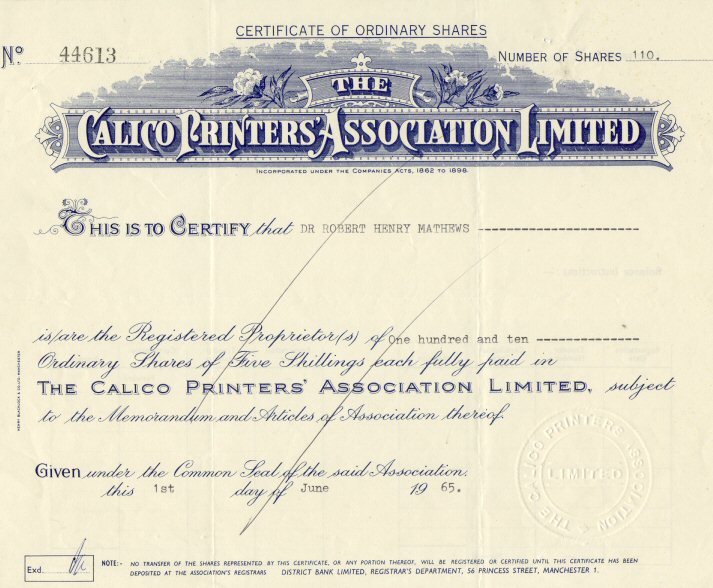 CERTIFICATE OF ORDINARY SHARES
No 44613
NUMBER OF SHARES 110.
THE
CALICO PRINTERS' ASSOCIATION LIMITED
INCORPORATED UNDER THE COMPANIES ACTS, 1862 TO 1898.
THIS IS TO CERTIFY that DR ROBERT HENRY MATHEWS --------------------
is/are the Registered Proprietor(s) of One hundred and ten -------------
Ordinary Shares of Five Shillings each fully paid in
THE CALICO PRINTERS' ASSOCIATION LIMITED, subject
to the Memorandum and Articles of Association thereof.
Given under the Common Seal of the said Association.
this 1st day of June 1965.
THE CALICO PRINTERS ASSOCIATION
LIMITED
Exd.
NOTE:- NO TRANSFER OF THE SHARES REPRESENTED BY THIS CERTIFICATE, OR ANY PORTION THEREOF, WILL BE REGISTERED OR CERTIFIED UNTIL THIS CERTIFICATE HAS BEEN
DEPOSITED AT THE ASSOCIATION'S REGISTRARS DISTRICT BANK LIMITED, REGISTRAR'S DEPARTMENT, 56 PRINCESS STREET, MANCHESTER 1.
HENRY BLACKLOCK & CO. LTD. MANCHESTER